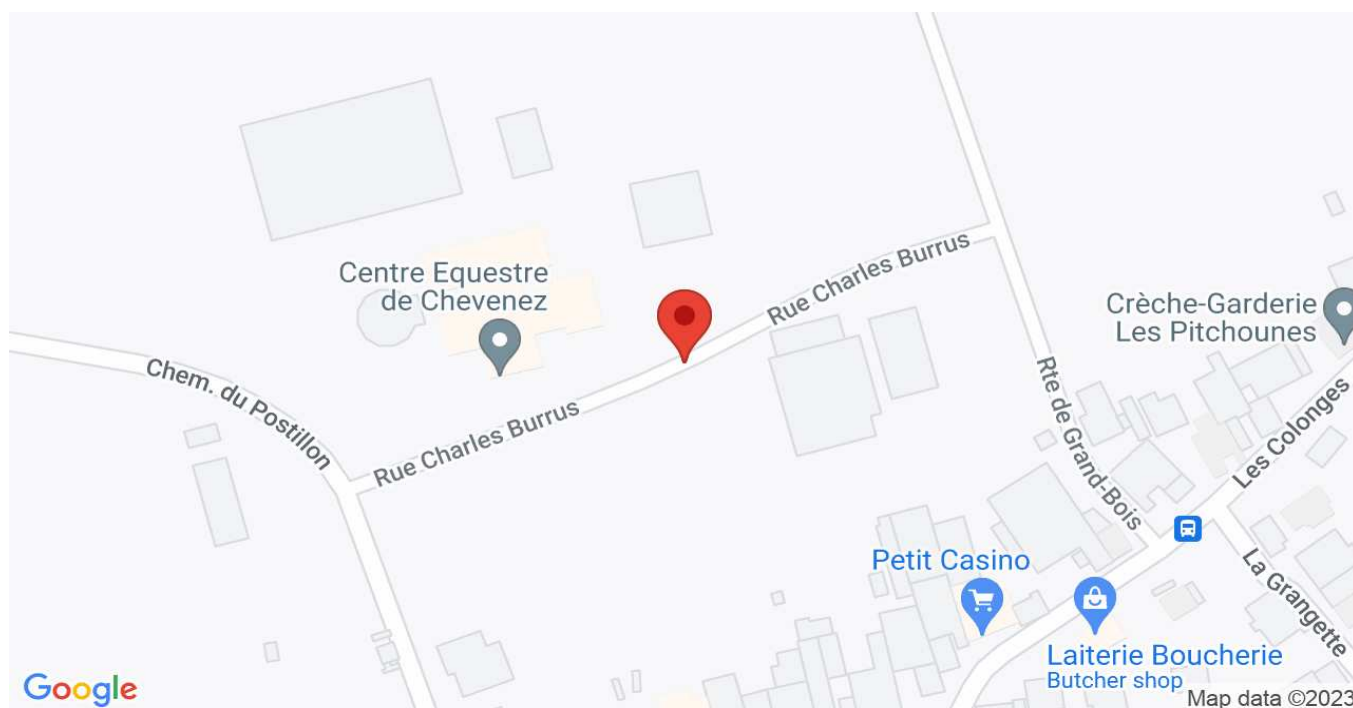 Centre Equestre
de Chevenez
Rue Charles Burrus
Crèche-Garderie
Les Pitchounes
Chem. du Postillon
Rue Charles Burrus
Rte de Grand-Bois
Les Colonges
Petit Casino
La Grangette
Laiterie Boucherie
Butcher shop
Google
Map data ©2023